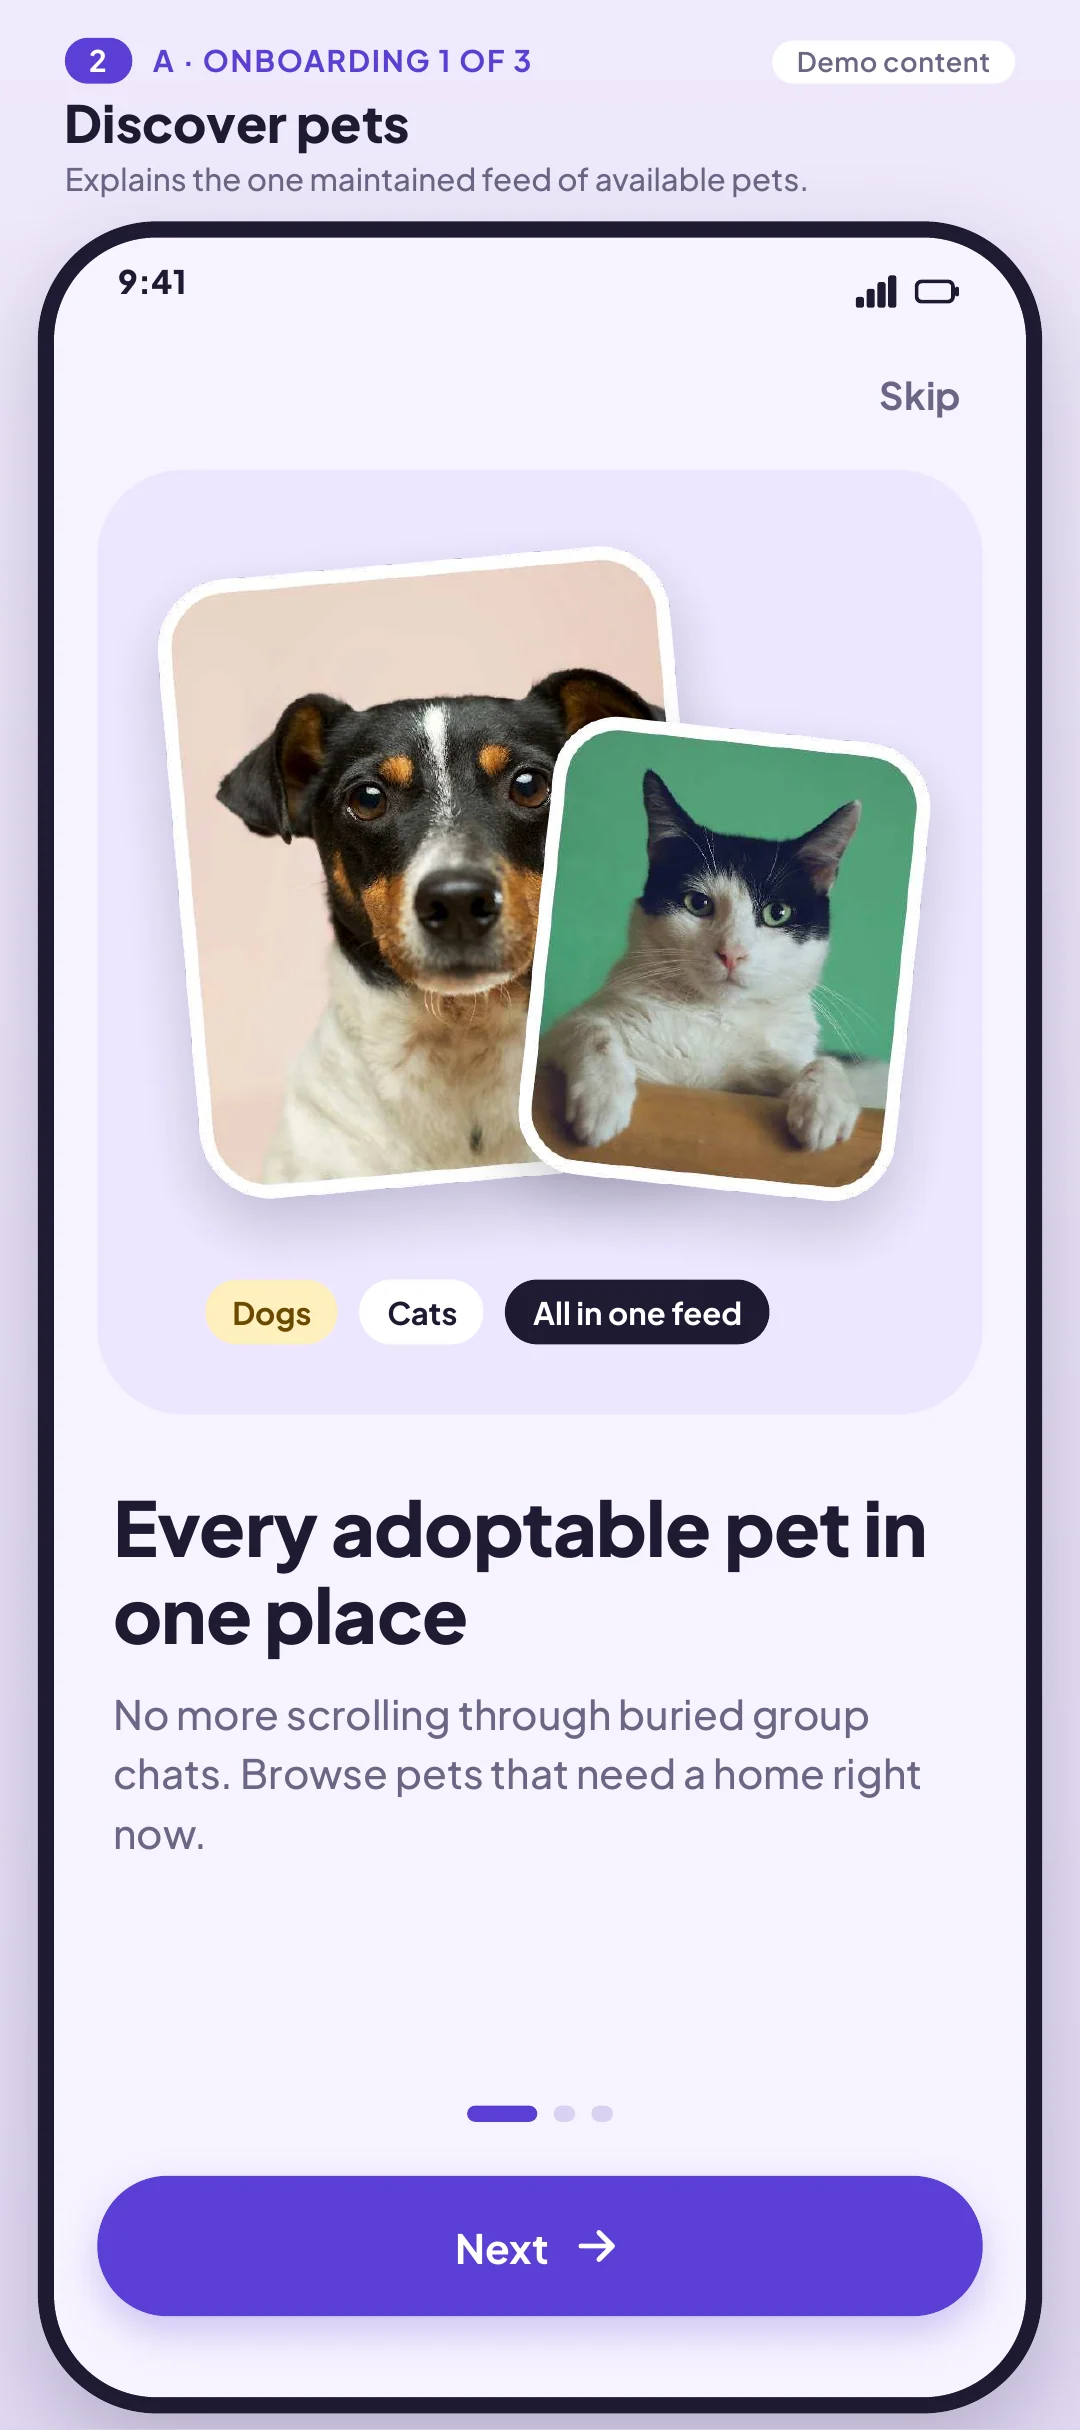 2 A · ONBOARDING 1 OF 3 Demo content
Discover pets
Explains the one maintained feed of available pets.
9:41
Skip
Dogs Cats All in one feed
Every adoptable pet in
one place
No more scrolling through buried group
chats. Browse pets that need a home right
now.
Next →